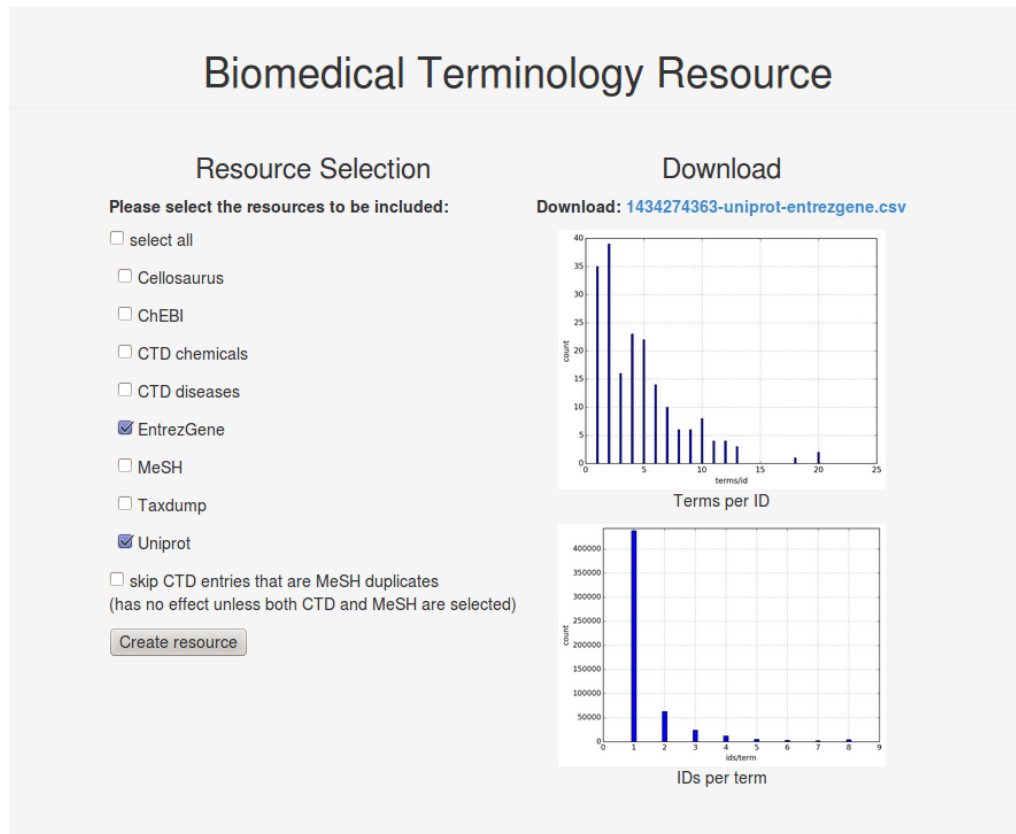 Biomedical Terminology Resource
Resource Selection
Please select the resources to be included:
select all
Cellosaurus
ChEBI
CTD chemicals
CTD diseases
EntrezGene
MeSH
Taxdump
Uniprot
skip CTD entries that are MeSH duplicates
(has no effect unless both CTD and MeSH are selected)
Create resource
Download
Download: 1434274363-uniprot-entrezgene.csv
40
35
30
25
20
15
10
5
0
count
0 5 10 15 20 25
terms/id
Terms per ID
400000
350000
300000
250000
200000
150000
100000
50000
0
count
0 1 2 3 4 5 6 7 8 9
ids/term
IDs per term